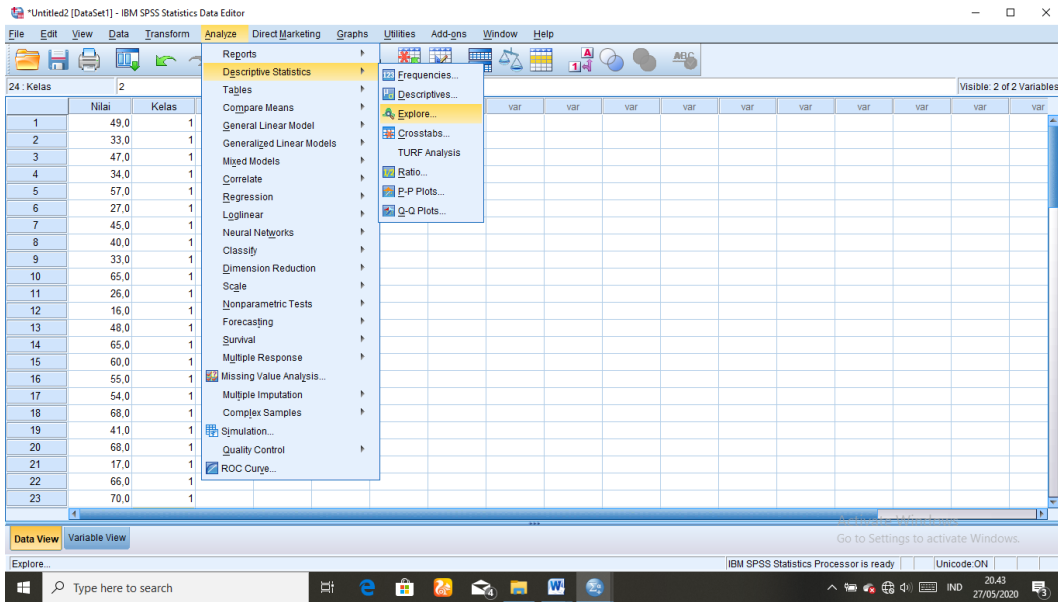 *Untitled2 [DataSet1] - IBM SPSS Statistics Data Editor
File Edit View Data Transform Analyze Direct Marketing Graphs Utilities Add-ons Window Help
24 : Kelas 2 Visible: 2 of 2 Variables
Nilai Kelas var var var var var var var var var var
1 49,0 1
2 33,0 1
3 47,0 1
4 34,0 1
5 57,0 1
6 27,0 1
7 45,0 1
8 40,0 1
9 33,0 1
10 65,0 1
11 26,0 1
12 16,0 1
13 48,0 1
14 65,0 1
15 60,0 1
16 55,0 1
17 54,0 1
18 68,0 1
19 41,0 1
20 68,0 1
21 17,0 1
22 66,0 1
23 70,0 1
Reports
Descriptive Statistics
Tables
Compare Means
General Linear Model
Generalized Linear Models
Mixed Models
Correlate
Regression
Loglinear
Neural Networks
Classify
Dimension Reduction
Scale
Nonparametric Tests
Forecasting
Survival
Multiple Response
Missing Value Analysis...
Multiple Imputation
Complex Samples
Simulation...
Quality Control
ROC Curve...
Frequencies...
Descriptives...
Explore...
Crosstabs...
TURF Analysis
Ratio...
P-P Plots...
Q-Q Plots...
Data View Variable View
Go to Settings to activate Windows.
Explore... IBM SPSS Statistics Processor is ready Unicode:ON
Type here to search
IND
20.43
27/05/2020